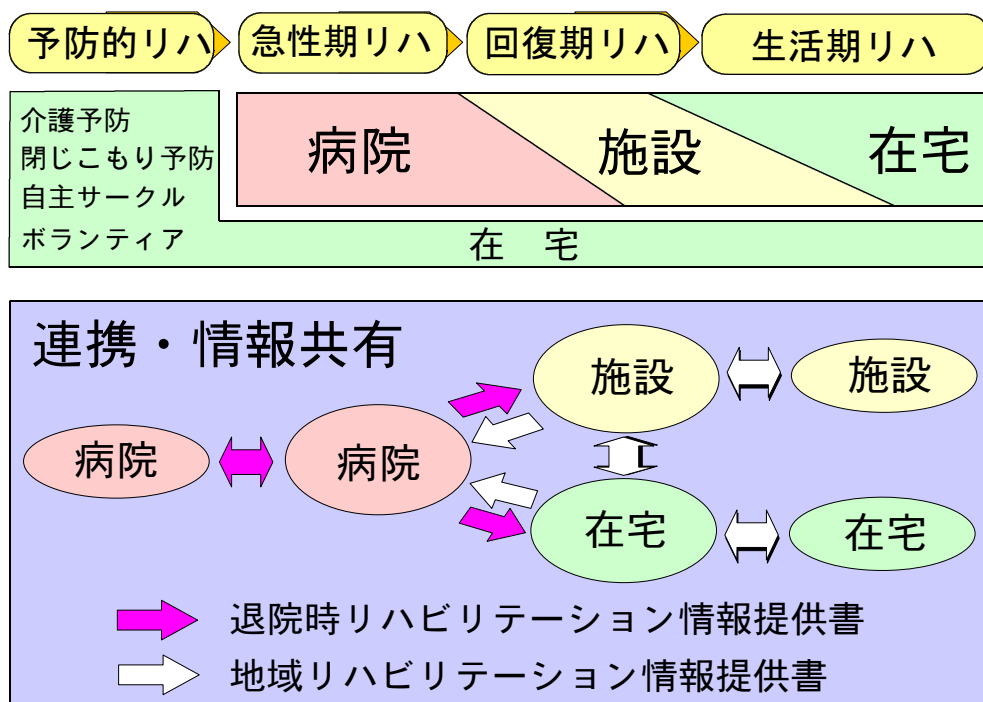 予防的リハ 急性期リハ 回復期リハ 生活期リハ
介護予防
閉じこもり予防
自主サークル
ボランティア
病院 施設 在宅
在 宅
連携・情報共有
施設 施設
病院 病院
在宅 在宅
退院時リハビリテーション情報提供書
地域リハビリテーション情報提供書